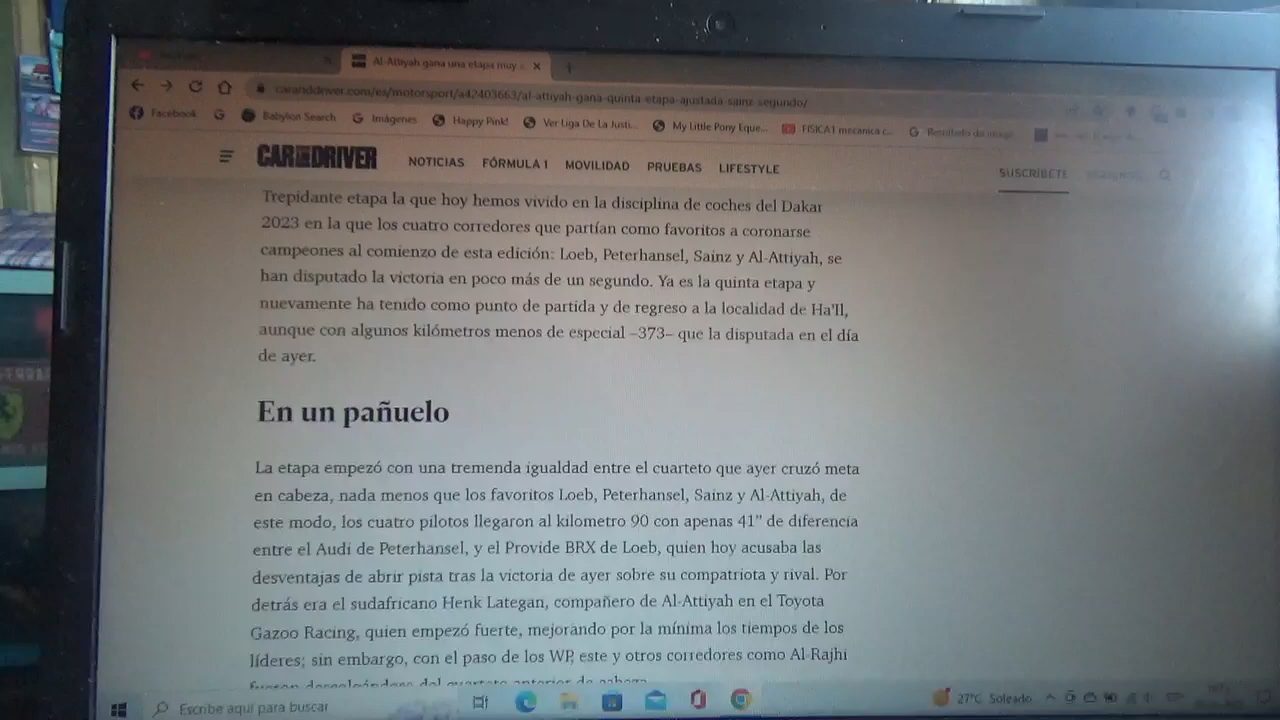 Al-Attiyah gana una etapa muy
caranddriver.com/es/motorsport/a42403663/al-attiyah-gana-quinta-etapa-ajustada-sainz-segundo/
Facebook G Babylon Search Imágenes Happy Pink! Ver Liga De La Justi... My Little Pony Eque... FISICA1 mecanica c... Resultado de
CAR AND DRIVER NOTICIAS FÓRMULA 1 MOVILIDAD PRUEBAS LIFESTYLE SUSCRÍBETE
Trepidante etapa la que hoy hemos vivido en la disciplina de coches del Dakar
2023 en la que los cuatro corredores que partían como favoritos a coronarse
campeones al comienzo de esta edición: Loeb, Peterhansel, Sainz y Al-Attiyah, se
han disputado la victoria en poco más de un segundo. Ya es la quinta etapa y
nuevamente ha tenido como punto de partida y de regreso a la localidad de Ha'Il,
aunque con algunos kilómetros menos de especial –373– que la disputada en el día
de ayer.
En un pañuelo
La etapa empezó con una tremenda igualdad entre el cuarteto que ayer cruzó meta
en cabeza, nada menos que los favoritos Loeb, Peterhansel, Sainz y Al-Attiyah, de
este modo, los cuatro pilotos llegaron al kilometro 90 con apenas 41" de diferencia
entre el Audi de Peterhansel, y el Provide BRX de Loeb, quien hoy acusaba las
desventajas de abrir pista tras la victoria de ayer sobre su compatriota y rival. Por
detrás era el sudafricano Henk Lategan, compañero de Al-Attiyah en el Toyota
Gazoo Racing, quien empezó fuerte, mejorando por la mínima los tiempos de los
líderes; sin embargo, con el paso de los WP, este y otros corredores como Al-Rajhi
fueron descolgándose del cuarteto anterior de cabeza.
Escribe aquí para buscar 27°C Soleado